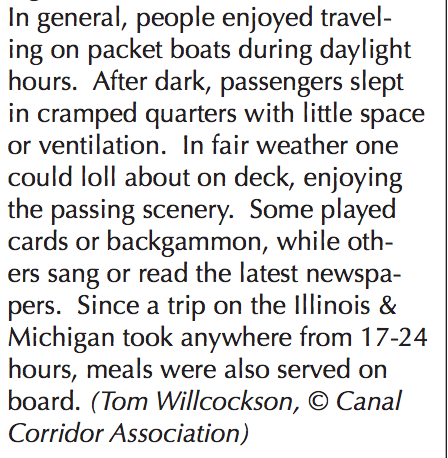 In general, people enjoyed travel-
ing on packet boats during daylight
hours.  After dark, passengers slept
in cramped quarters with little space
or ventilation.  In fair weather one
could loll about on deck, enjoying
the passing scenery.  Some played
cards or backgammon, while oth-
ers sang or read the latest newspa-
pers.  Since a trip on the Illinois &
Michigan took anywhere from 17-24
hours, meals were also served on
board. (Tom Willcockson, © Canal
Corridor Association)